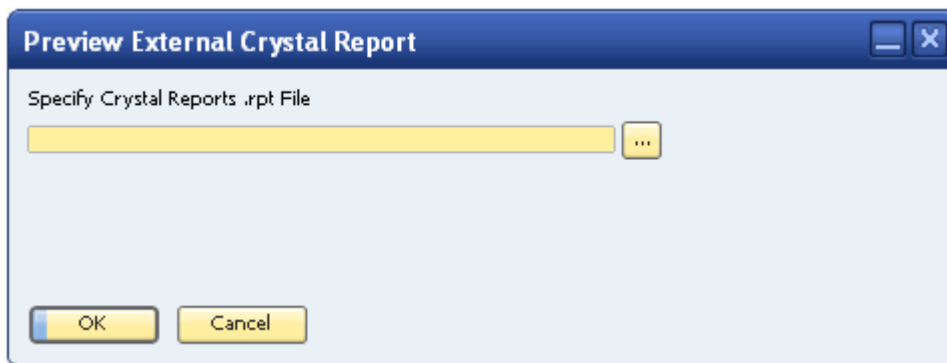 Preview External Crystal Report
Specify Crystal Reports .rpt File
...
OK Cancel